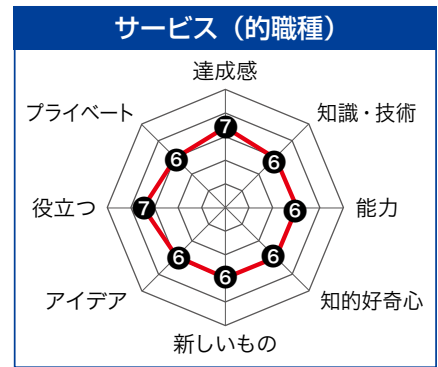 サービス（的職種）
達成感
プライベート
知識・技術
7
6
6
役立つ
7
6
能力
6
6
アイデア
6
知的好奇心
新しいもの